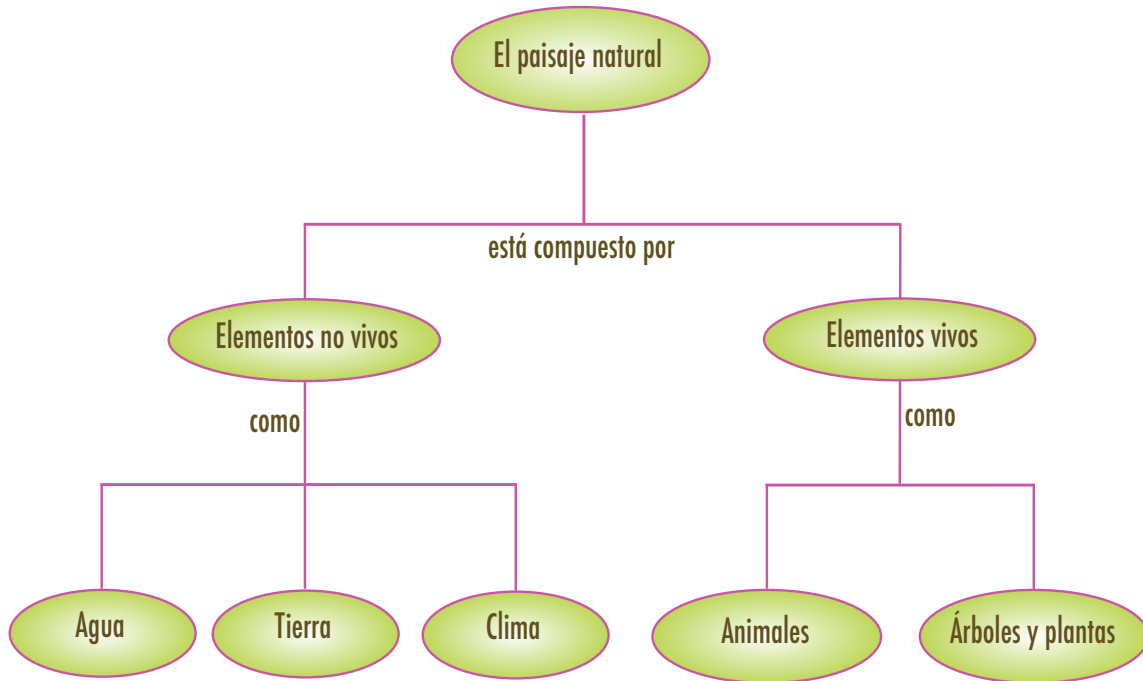 El paisaje natural
está compuesto por
Elementos no vivos
Elementos vivos
como
como
Agua
Tierra
Clima
Animales
Árboles y plantas